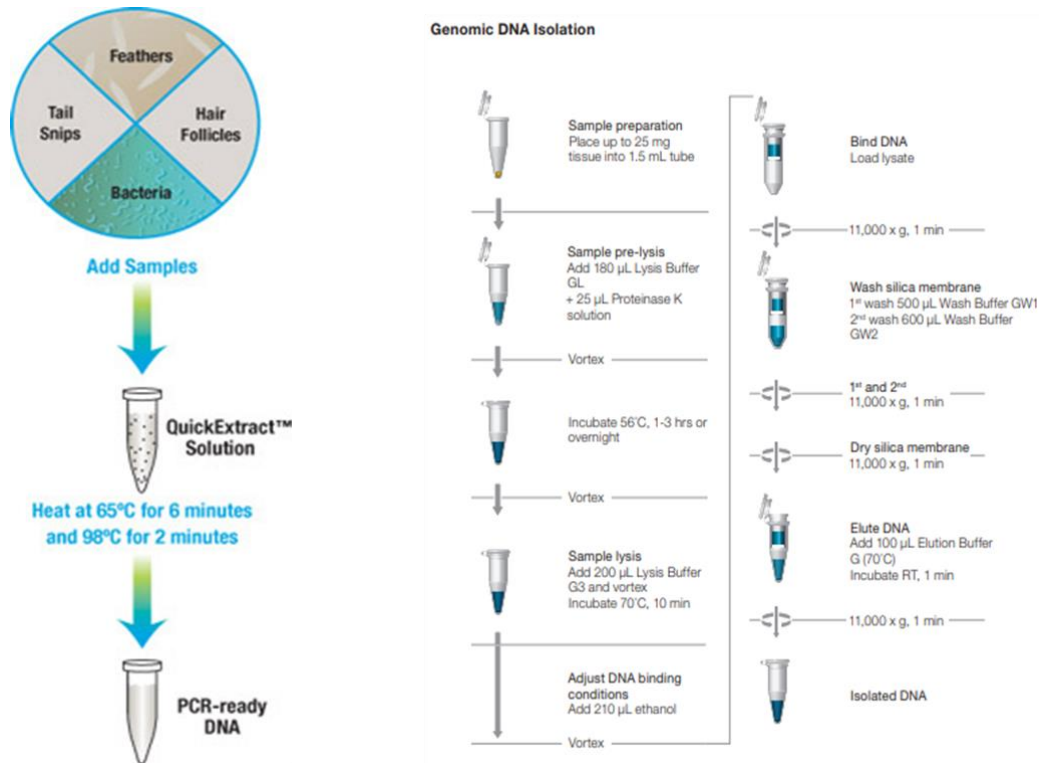 Feathers
Tail
Snips
Hair
Follicles
Bacteria
Add Samples
QuickExtract™
Solution
Heat at 65ºC for 6 minutes
and 98ºC for 2 minutes
PCR-ready
DNA
Genomic DNA Isolation
Sample preparation
Place up to 25 mg
tissue into 1.5 mL tube
Sample pre-lysis
Add 180 µL Lysis Buffer
GL
+ 25 µL Proteinase K
solution
Vortex
Incubate 56˚C, 1-3 hrs or
overnight
Vortex
Sample lysis
Add 200 µL Lysis Buffer
G3 and vortex
Incubate 70˚C, 10 min
Adjust DNA binding
conditions
Add 210 µL ethanol
Vortex
Bind DNA
Load lysate
11,000 x g, 1 min
Wash silica membrane
1st wash 500 µL Wash Buffer GW1
2nd wash 600 µL Wash Buffer
GW2
1st and 2nd
11,000 x g, 1 min
Dry silica membrane
11,000 x g, 1 min
Elute DNA
Add 100 µL Elution Buffer
G (70˚C)
Incubate RT, 1 min
11,000 x g, 1 min
Isolated DNA